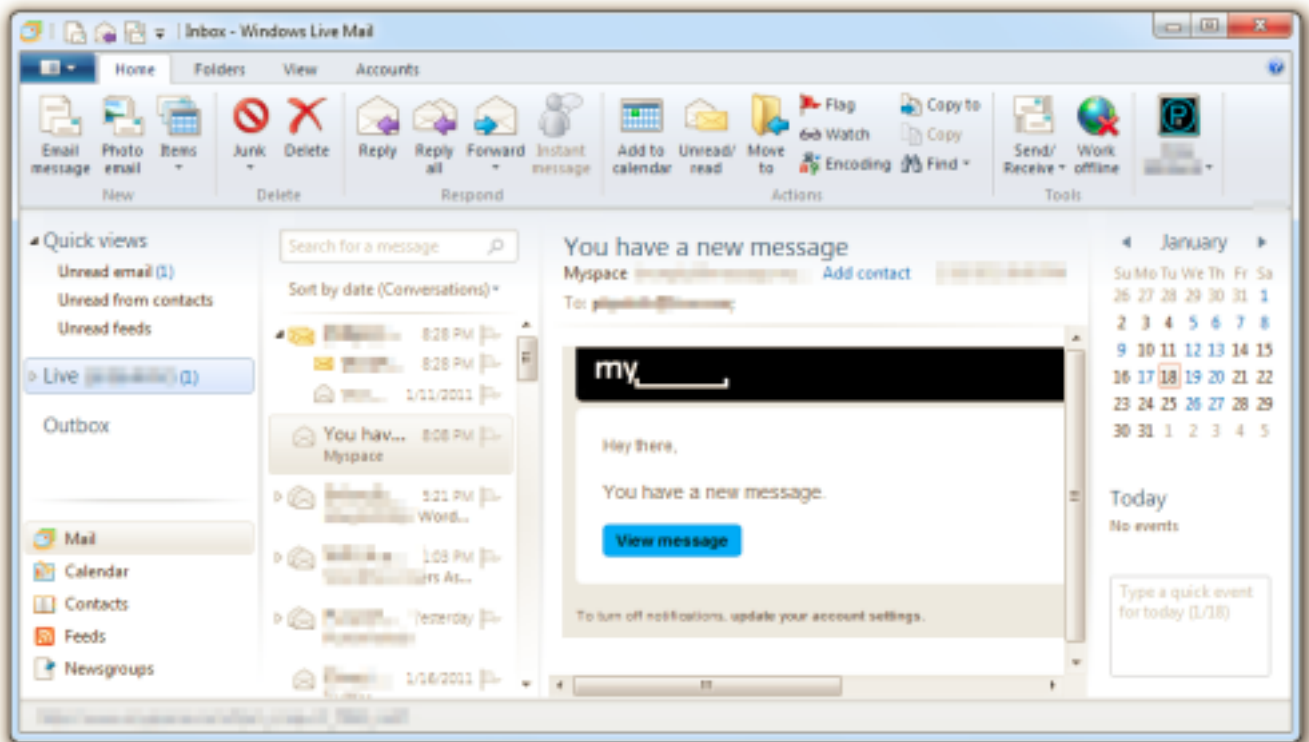 Inbox - Windows Live Mail
Home Folders View Accounts
Email message
Photo email
Items
New
Junk
Delete
Delete
Reply
Reply all
Forward
Instant message
Respond
Add to calendar
Unread/ read
Move to
Flag
Watch
Encoding
Copy to
Copy
Find
Actions
Send/ Receive
Work offline
Tools
Quick views
Unread email (1)
Unread from contacts
Unread feeds
Live (1)
Outbox
Mail
Calendar
Contacts
Feeds
Newsgroups
Search for a message
Sort by date (Conversations)
8:28 PM
8:28 PM
1/11/2011
You hav... 8:08 PM
Myspace
5:21 PM
Word...
1:03 PM
ers As...
Yesterday
1/16/2011
You have a new message
Myspace Add contact
To:
my
Hey there,
You have a new message.
View message
To turn off notifications, update your account settings.
January
Su Mo Tu We Th Fr Sa
26 27 28 29 30 31 1
2 3 4 5 6 7 8
9 10 11 12 13 14 15
16 17 18 19 20 21 22
23 24 25 26 27 28 29
30 31 1 2 3 4 5
Today
No events
Type a quick event
for today (1/18)